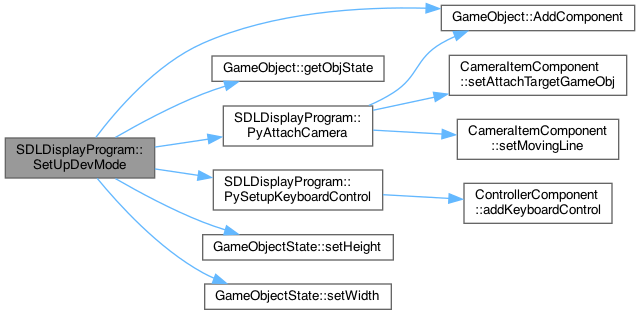 GameObject::AddComponent
GameObject::getObjState
CameraItemComponent
::setAttachTargetGameObj
SDLDisplayProgram::
PyAttachCamera
CameraItemComponent
::setMovingLine
SDLDisplayProgram::
SetUpDevMode
SDLDisplayProgram::
PySetupKeyboardControl
ControllerComponent
::addKeyboardControl
GameObjectState::setHeight
GameObjectState::setWidth